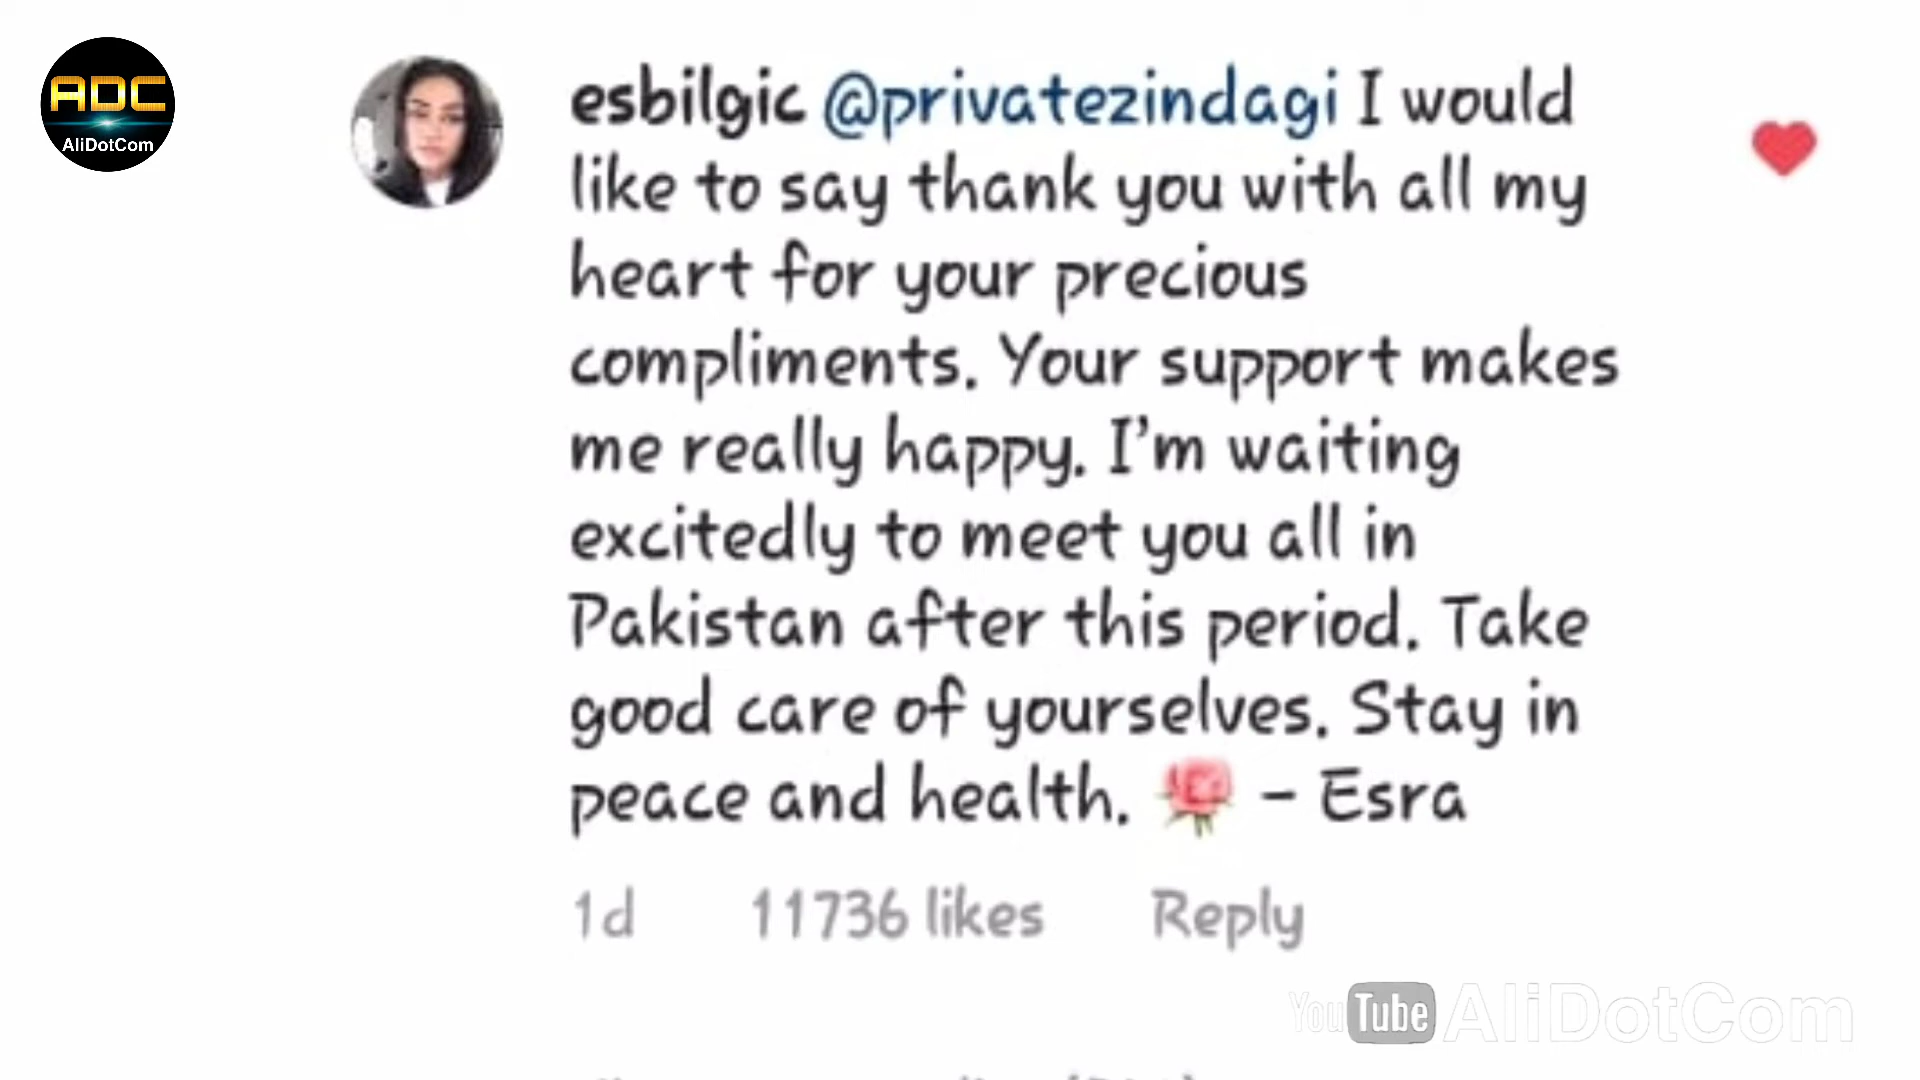 ADC
AliDotCom
esbilgic @privatezindagi I would
like to say thank you with all my
heart for your precious
compliments. Your support makes
me really happy. I'm waiting
excitedly to meet you all in
Pakistan after this period. Take
good care of yourselves. Stay in
peace and health. 🌹 - Esra
1d 11736 likes Reply
YouTube AliDotCom